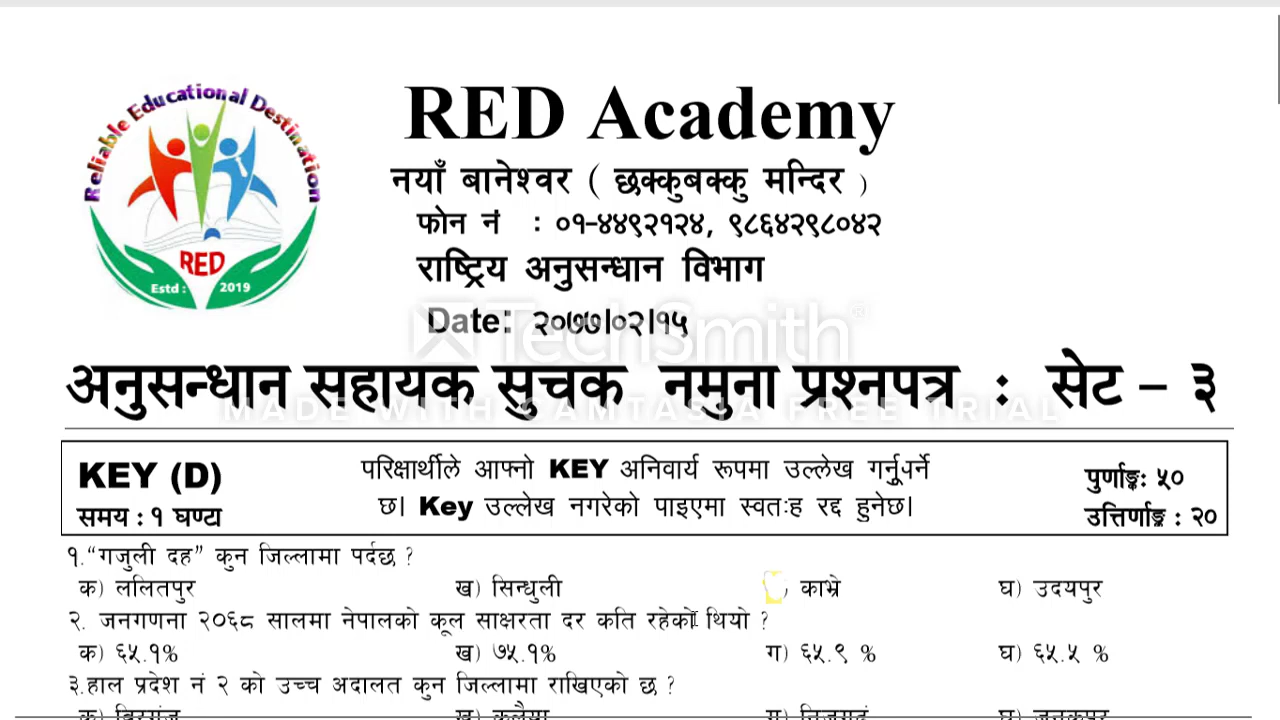 Reliable Educational Destination
RED
Estd : 2019
RED Academy
नयाँ बानेश्वर ( छक्कुबक्कु मन्दिर )
फोन नं : ०१-४४९२१२४, ९८६४२९८०४२
राष्ट्रिय अनुसन्धान विभाग
Date: २०७७।०२।१५
TechSmith®
अनुसन्धान सहायक सुचक नमुना प्रश्नपत्र : सेट – ३
MADE WITH CAMTASIA FREE TRIAL
KEY (D)
समय : १ घण्टा
परिक्षार्थीले आफ्नो KEY अनिवार्य रूपमा उल्लेख गर्नुपर्ने
छ। Key उल्लेख नगरेको पाइएमा स्वतःह रद्द हुनेछ।
पुर्णाङ्कः ५०
उत्तिर्णाङ्क : २०
१.“गजुली दह” कुन जिल्लामा पर्दछ ?
क) ललितपुर ख) सिन्धुली ) काभ्रे घ) उदयपुर
२. जनगणना २०६८ सालमा नेपालको कूल साक्षरता दर कति रहेको थियो ?
क) ६५.१% ख) ७५.१% ग) ६५.९ % घ) ६५.५ %
३.हाल प्रदेश नं २ को उच्च अदालत कुन जिल्लामा राखिएको छ ?
क) बिरगंज ख) कलैया ग) निजगढं घ) जनकपुर